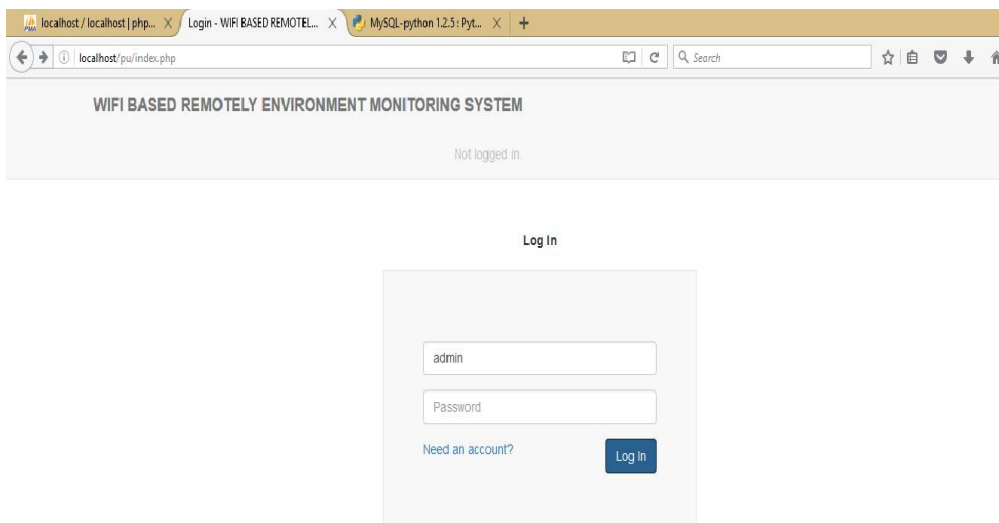 localhost / localhost | php...
Login - WIFI BASED REMOTEL...
MySQL-python 1.2.5 : Pyt...
localhost/pu/index.php
Search
WIFI BASED REMOTELY ENVIRONMENT MONITORING SYSTEM
Not logged in.
Log In
admin
Password
Need an account?
Log In